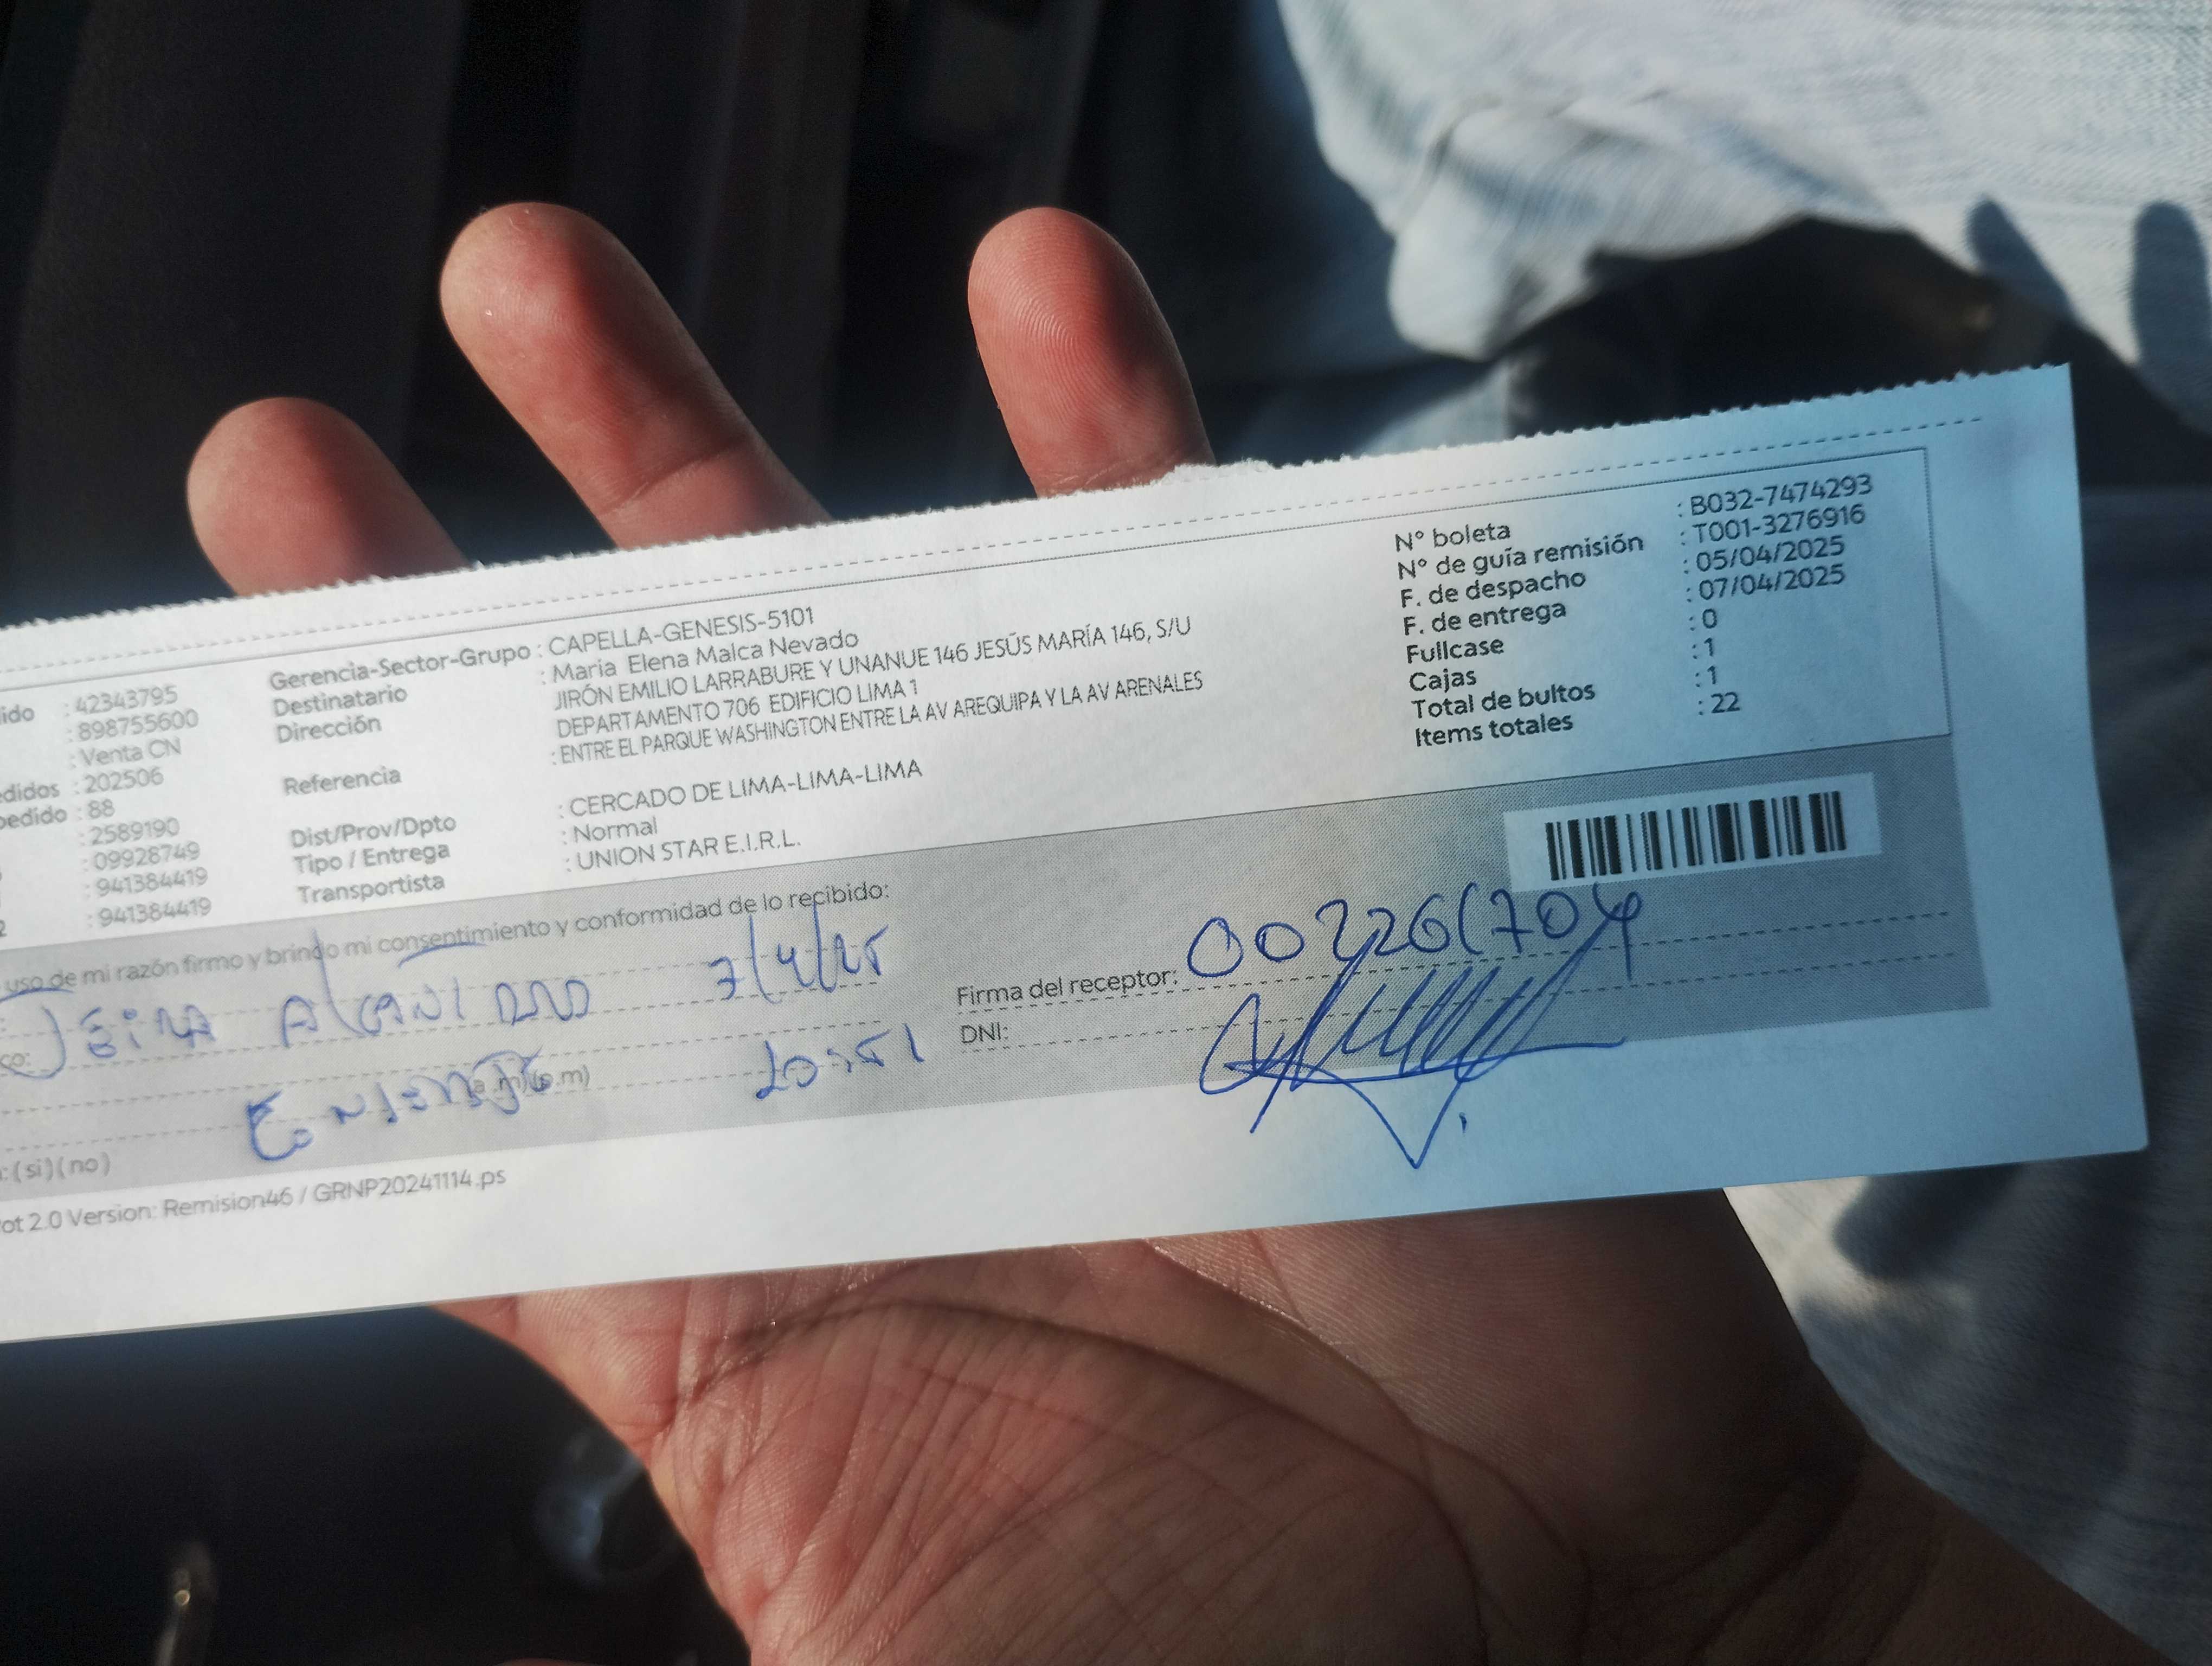 Gerencia-Sector-Grupo : CAPELLA-GENESIS-5101
Destinatario : Maria Elena Malca Nevado
Dirección JIRÓN EMILIO LARRABURE Y UNANUE 146 JESÚS MARÍA 146, S/U
DEPARTAMENTO 706 EDIFICIO LIMA 1
Referencia : ENTRE EL PARQUE WASHINGTON ENTRE LA AV AREQUIPA Y LA AV ARENALES
Dist/Prov/Dpto : CERCADO DE LIMA-LIMA-LIMA
Tipo / Entrega : Normal
Transportista : UNION STAR E.I.R.L.
ido : 42343795
: 898755600
: Venta CN
didos : 202506
pedido : 88
: 2589190
: 09928749
: 941384419
2 : 941384419
N° boleta : B032-7474293
N° de guía remisión : T001-3276916
F. de despacho : 05/04/2025
F. de entrega : 07/04/2025
Fullcase : 0
Cajas : 1
Total de bultos : 1
Items totales : 22
uso de mi razón firmo y brindo mi consentimiento y conformidad de lo recibido:
7/4/25
co:
(p.m)
Firma del receptor:
DNI:
: (si) (no)
ot 2.0 Version: Remision46 / GRNP20241114.ps